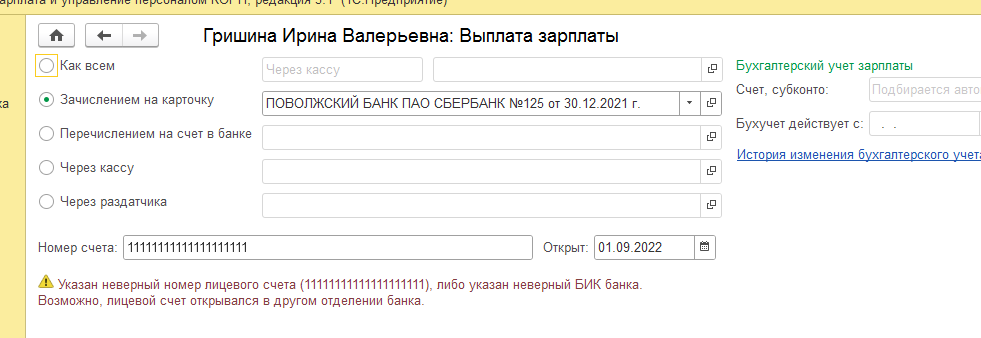 арплата и управление персоналом КОРП, редакция 3.1 (1С:Предприятие)
Гришина Ирина Валерьевна: Выплата зарплаты
Как всем
Через кассу
Бухгалтерский учет зарплаты
ка
Зачислением на карточку
ПОВОЛЖСКИЙ БАНК ПАО СБЕРБАНК №125 от 30.12.2021 г.
Счет, субконто:
Подбирается авто
Перечислением на счет в банке
Бухучет действует с:
. .
Через кассу
История изменения бухгалтерского учета
Через раздатчика
Номер счета:
11111111111111111111
Открыт:
01.09.2022
Указан неверный номер лицевого счета (11111111111111111111), либо указан неверный БИК банка.
Возможно, лицевой счет открывался в другом отделении банка.